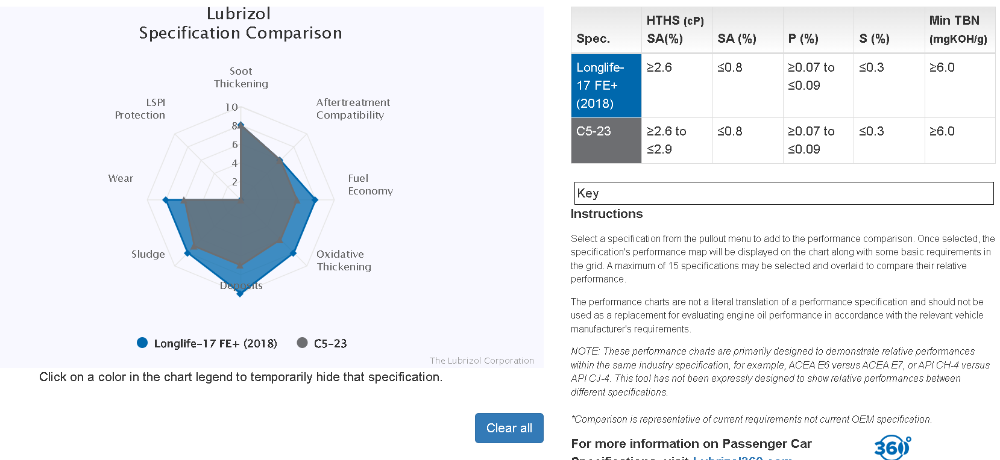 Lubrizol
Specification Comparison
Soot
Thickening
LSPI
Protection
Aftertreatment
Compatibility
10
8
6
4
2
Wear
Fuel
Economy
Sludge
Oxidative
Thickening
Deposits
Longlife-17 FE+ (2018)
C5-23
The Lubrizol Corporation
Click on a color in the chart legend to temporarily hide that specification.
Clear all
Spec.
HTHS (cP)
SA(%)
SA (%)
P (%)
S (%)
Min TBN
(mgKOH/g)
Longlife-
17 FE+
(2018)
≥2.6
≤0.8
≥0.07 to
≤0.09
≤0.3
≥6.0
C5-23
≥2.6 to
≤2.9
≤0.8
≥0.07 to
≤0.09
≤0.3
≥6.0
Key
Instructions
Select a specification from the pullout menu to add to the performance comparison. Once selected, the
specification's performance map will be displayed on the chart along with some basic requirements in
the grid. A maximum of 15 specifications may be selected and overlaid to compare their relative
performance.
The performance charts are not a literal translation of a performance specification and should not be
used as a replacement for evaluating engine oil performance in accordance with the relevant vehicle
manufacturer's requirements.
NOTE: These performance charts are primarily designed to demonstrate relative performances
within the same industry specification, for example, ACEA E6 versus ACEA E7, or API CH-4 versus
API CJ-4. This tool has not been expressly designed to show relative performances between
different specifications.
*Comparison is representative of current requirements not current OEM specification.
For more information on Passenger Car
Specifications, visit Lubrizol360.com
360°